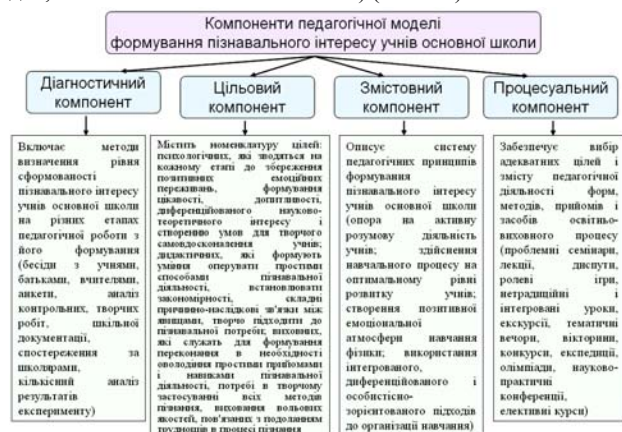 Компоненти педагогічної моделі
формування пізнавального інтересу учнів основної школи
Діагностичний
компонент
Цільовий
компонент
Змістовний
компонент
Процесуальний
компонент
Включає методи
визначення рівня
сформованості
пізнавального інтересу
учнів основної школи
на різних етапах
педагогічної роботи з
його формування
(бесіди з учнями,
батьками, вчителями,
анкети, аналіз
контрольних, творчих
робіт, шкільної
документації,
спостереження за
школярами,
кількісний аналіз
результатів
експерименту)
Містить номенклатуру цілей:
психологічних, які зводяться на
кожному етапі до збереження
позитивних емоційних
переживань, формування
цікавості, допитливості,
диференційованого науково-
теоретичного інтересу і
створенню умов для творчого
самовдосконалення учнів;
дидактичних, які формують
уміння оперувати простими
способами пізнавальної
діяльності, встановлювати
закономірності, складні
причинно-наслідкові зв'язки між
явищами, творчо підходити до
пізнавальної потреби; виховних,
які служать для формування
переконання в необхідності
оволодіння простими прийомами
і навиками пізнавальної
діяльності, потребі в творчому
застосуванні всіх методів
пізнання, виховання вольових
якостей, пов'язаних з подоланням
труднощів в процесі пізнання
Описує систему
педагогічних принципів
формування
пізнавального інтересу
учнів основної школи
(опора на активну
розумову діяльність
учнів; здійснення
навчального процесу на
оптимальному рівні
розвитку учнів;
створення позитивної
емоціональної
атмосфери навчання
фізики; використання
інтегрованого,
диференційованого і
особистісно-
зорієнтованого підходів
до організації навчання)
Забезпечує вибір
адекватних цілей і
змісту педагогічної
діяльності форм,
методів, прийомів і
засобів освітньо-
виховного процесу
(проблемні семінари,
лекції, диспути,
ролеві ігри,
нетрадиційні і
інтегровані уроки,
екскурсії, тематичні
вечори, вікторини,
конкурси, експедиції,
олімпіади, науково-
практичні
конференції,
елективні курси)